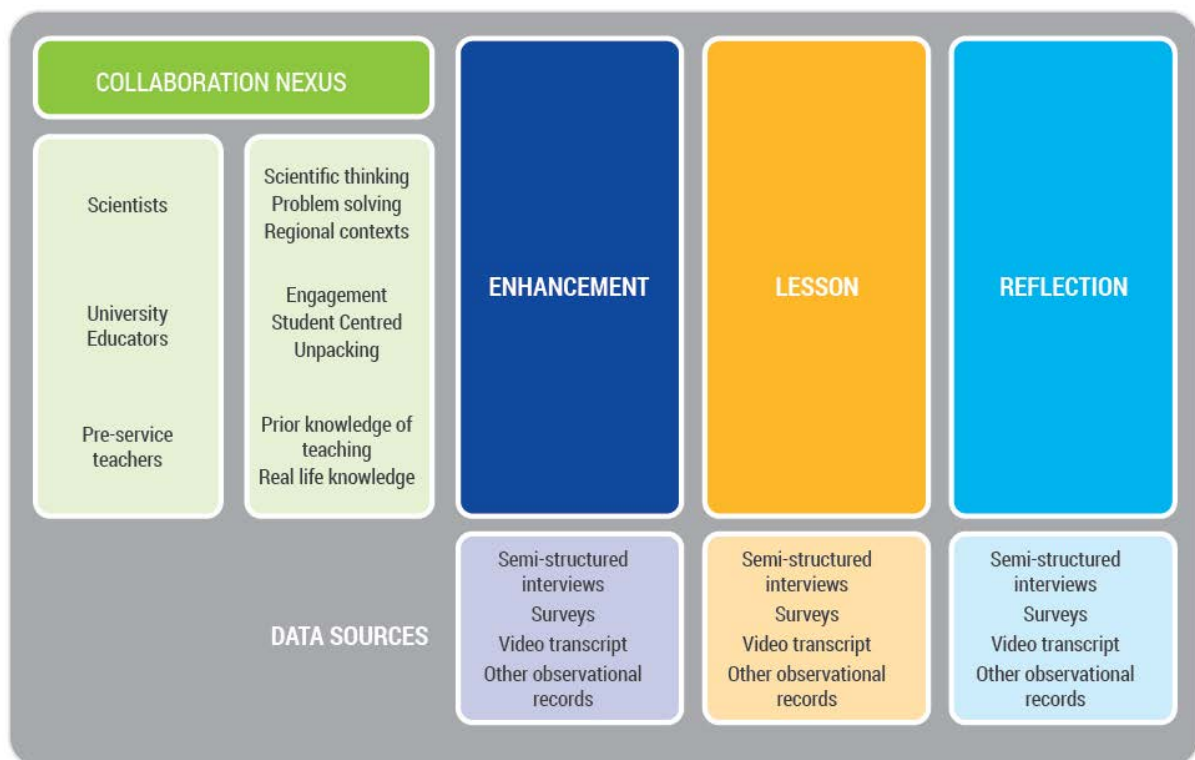 COLLABORATION NEXUS
Scientists
University
Educators
Pre-service
teachers
Scientific thinking
Problem solving
Regional contexts
Engagement
Student Centred
Unpacking
Prior knowledge of
teaching
Real life knowledge
ENHANCEMENT
LESSON
REFLECTION
DATA SOURCES
Semi-structured
interviews
Surveys
Video transcript
Other observational
records
Semi-structured
interviews
Surveys
Video transcript
Other observational
records
Semi-structured
interviews
Surveys
Video transcript
Other observational
records